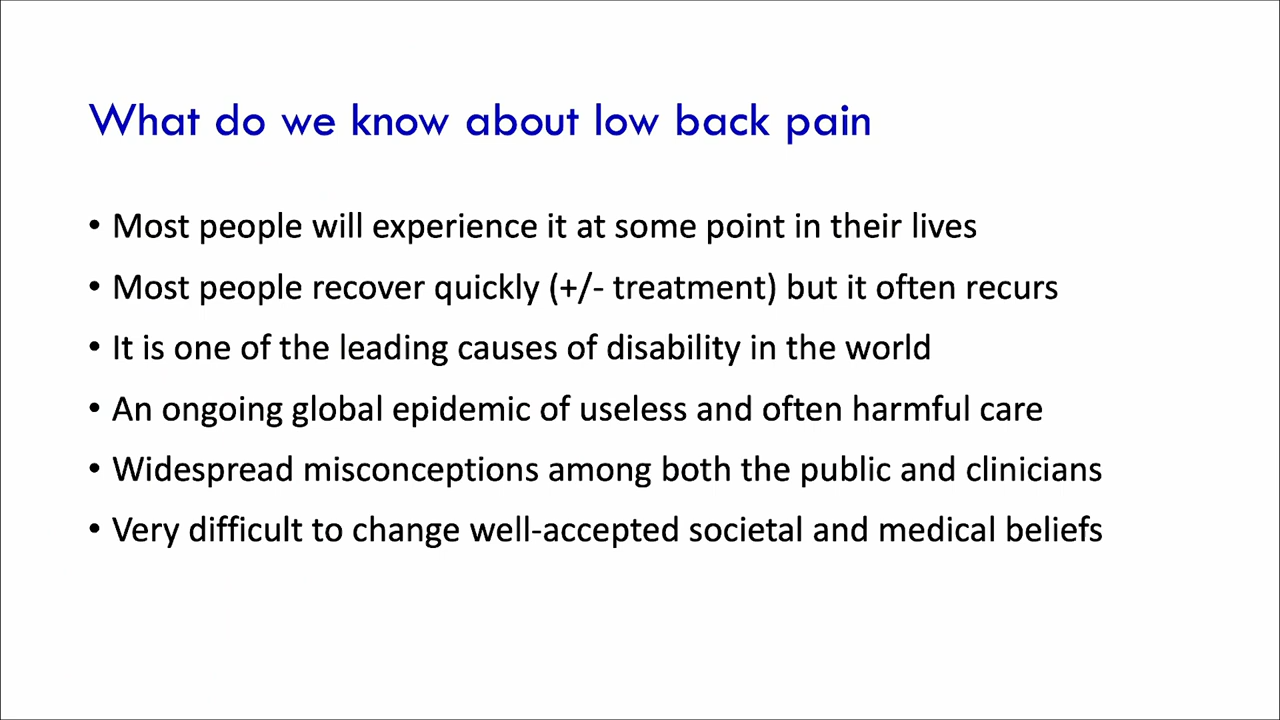 What do we know about low back pain
• Most people will experience it at some point in their lives
• Most people recover quickly (+/- treatment) but it often recurs
• It is one of the leading causes of disability in the world
• An ongoing global epidemic of useless and often harmful care
• Widespread misconceptions among both the public and clinicians
• Very difficult to change well-accepted societal and medical beliefs